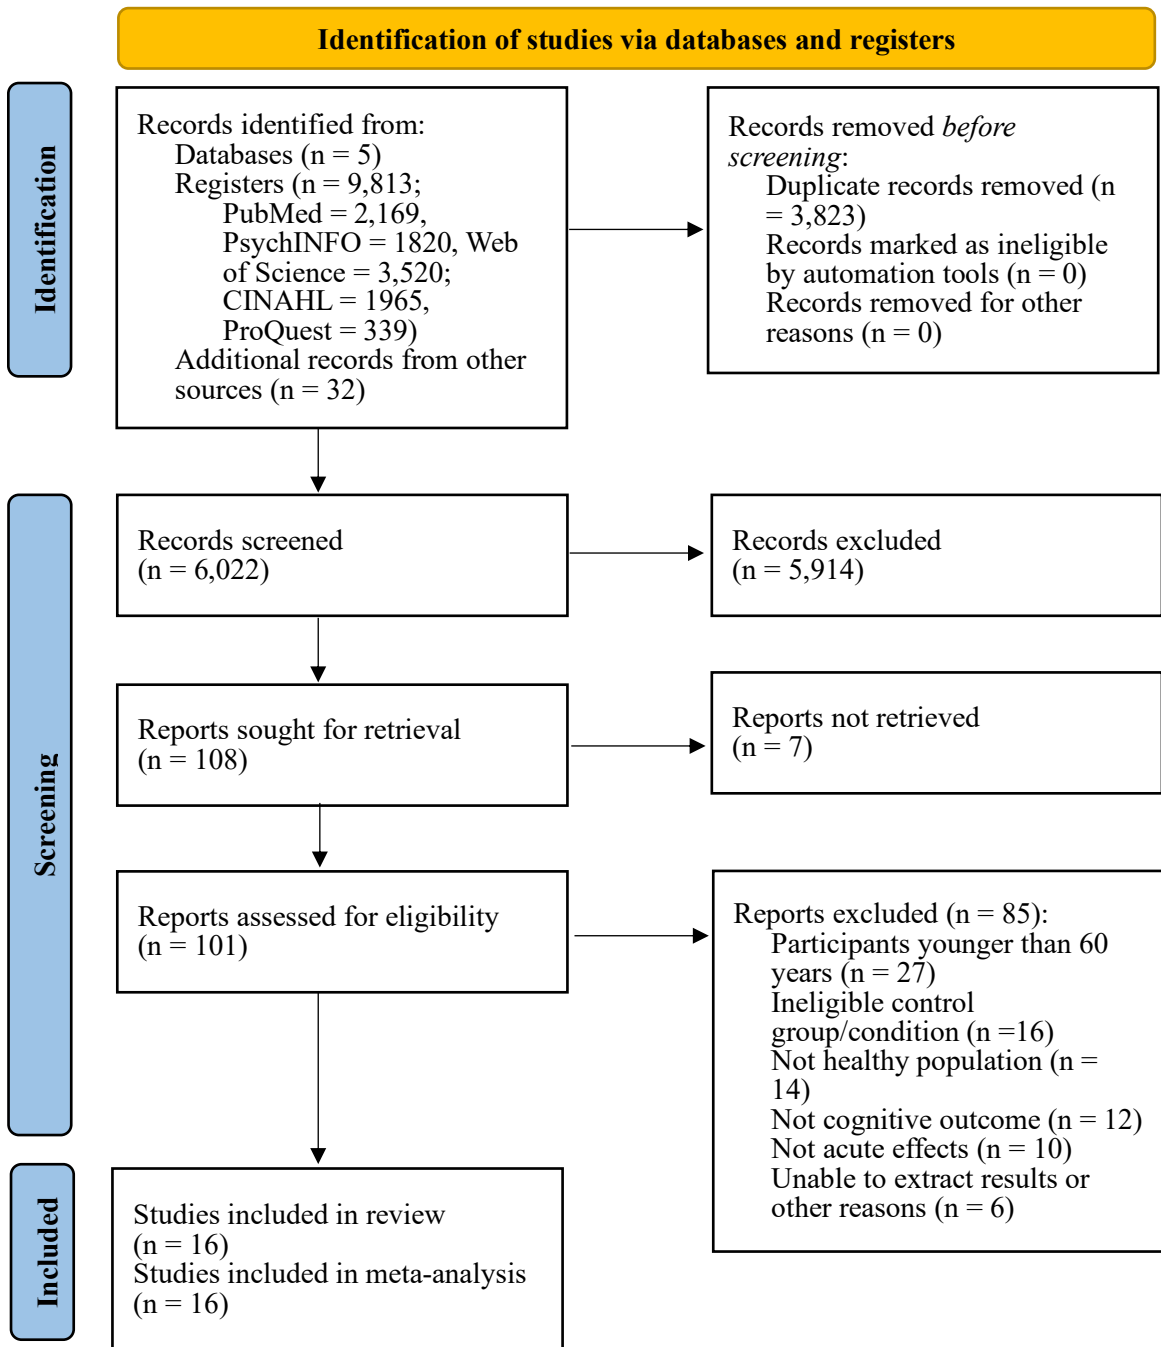 Identification of studies via databases and registers
Identification
Records identified from:
Databases (n = 5)
Registers (n = 9,813;
PubMed = 2,169,
PsychINFO = 1820, Web
of Science = 3,520;
CINAHL = 1965,
ProQuest = 339)
Additional records from other
sources (n = 32)
Records removed before
screening:
Duplicate records removed (n
= 3,823)
Records marked as ineligible
by automation tools (n = 0)
Records removed for other
reasons (n = 0)
Screening
Records screened
(n = 6,022)
Records excluded
(n = 5,914)
Reports sought for retrieval
(n = 108)
Reports not retrieved
(n = 7)
Reports assessed for eligibility
(n = 101)
Reports excluded (n = 85):
Participants younger than 60
years (n = 27)
Ineligible control
group/condition (n =16)
Not healthy population (n =
14)
Not cognitive outcome (n = 12)
Not acute effects (n = 10)
Unable to extract results or
other reasons (n = 6)
Included
Studies included in review
(n = 16)
Studies included in meta-analysis
(n = 16)